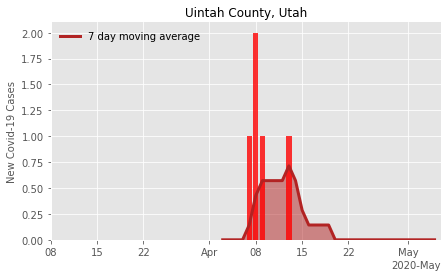 Uintah County, Utah
7 day moving average
New Covid-19 Cases
2.00
1.75
1.50
1.25
1.00
0.75
0.50
0.25
0.00
08 15 22 Apr 08 15 22 May
2020-May